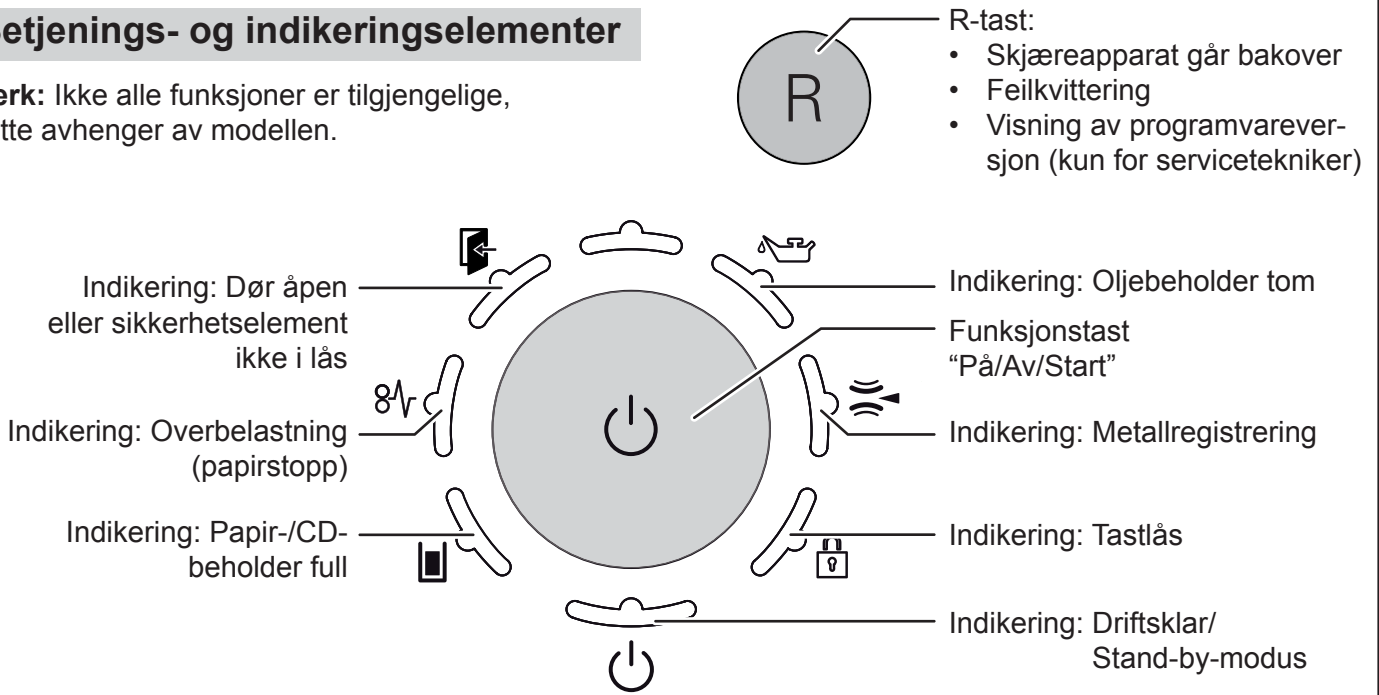 etjenings- og indikeringselementer
erk: Ikke alle funksjoner er tilgjengelige,
tte avhenger av modellen.
R
R-tast:
• Skjæreapparat går bakover
• Feilkvittering
• Visning av programvarever-
sjon (kun for servicetekniker)
Indikering: Dør åpen
eller sikkerhetselement
ikke i lås
Indikering: Overbelastning
(papirstopp)
Indikering: Papir-/CD-
beholder full
Indikering: Oljebeholder tom
Funksjonstast
“På/Av/Start”
Indikering: Metallregistrering
Indikering: Tastlås
Indikering: Driftsklar/
Stand-by-modus